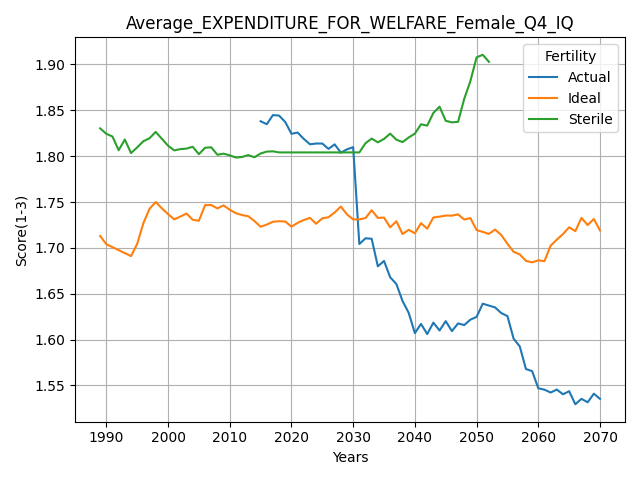 Average_EXPENDITURE_FOR_WELFARE_Female_Q4_IQ
Fertility
Actual
Ideal
Sterile
Score(1-3)
1.90
1.85
1.80
1.75
1.70
1.65
1.60
1.55
1990 2000 2010 2020 2030 2040 2050 2060 2070
Years